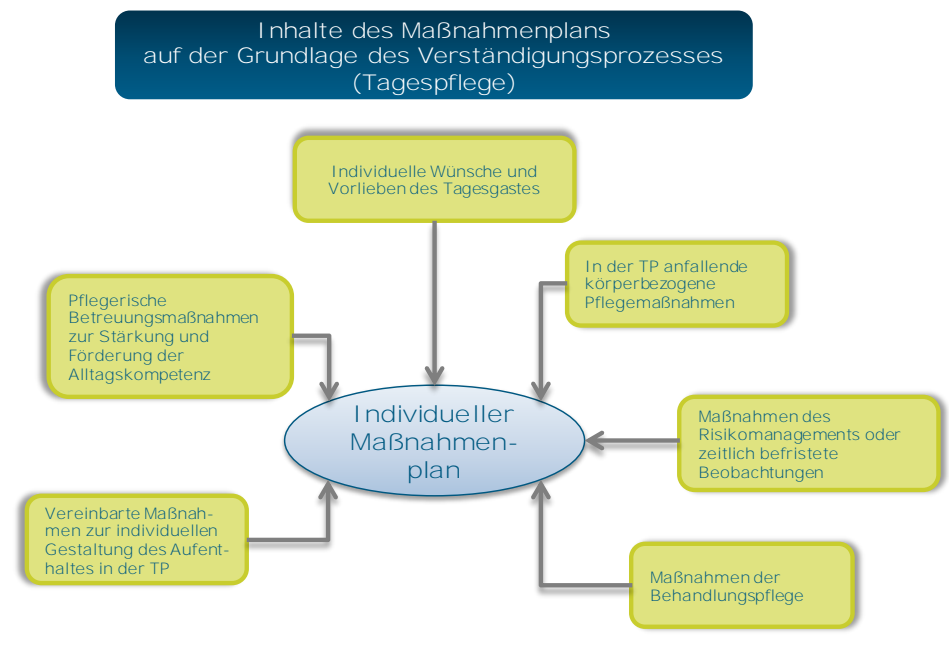 Inhalte des Maßnahmenplans
auf der Grundlage des Verständigungsprozesses
(Tagespflege)
Individuelle Wünsche und
Vorlieben des Tagesgastes
In der TP anfallende
körperbezogene
Pflegemaßnahmen
Pflegerische
Betreuungsmaßnahmen
zur Stärkung und
Förderung der
Alltagskompetenz
Individueller
Maßnahmen-
plan
Maßnahmen des
Risikomanagements oder
zeitlich befristete
Beobachtungen
Vereinbarte Maßnah-
men zur individuellen
Gestaltung des Aufent-
haltes in der TP
Maßnahmen der
Behandlungspflege